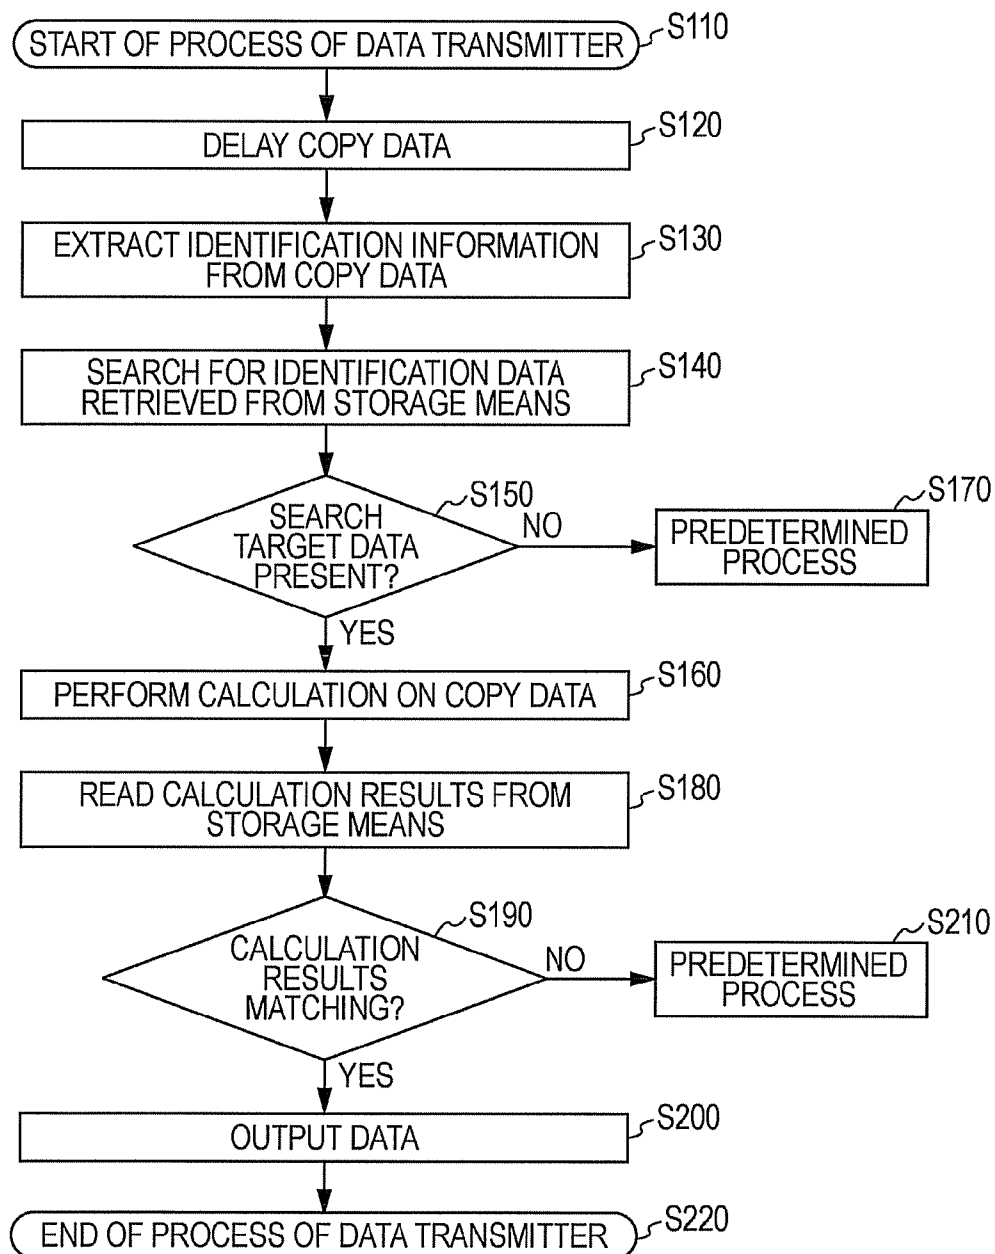 START OF PROCESS OF DATA TRANSMITTER
S110
DELAY COPY DATA
S120
EXTRACT IDENTIFICATION INFORMATION
FROM COPY DATA
S130
SEARCH FOR IDENTIFICATION DATA
RETRIEVED FROM STORAGE MEANS
S140
SEARCH
TARGET DATA
PRESENT?
S150
NO
PREDETERMINED
PROCESS
S170
YES
PERFORM CALCULATION ON COPY DATA
S160
READ CALCULATION RESULTS FROM
STORAGE MEANS
S180
CALCULATION
RESULTS
MATCHING?
S190
NO
PREDETERMINED
PROCESS
S210
YES
OUTPUT DATA
S200
END OF PROCESS OF DATA TRANSMITTER
S220